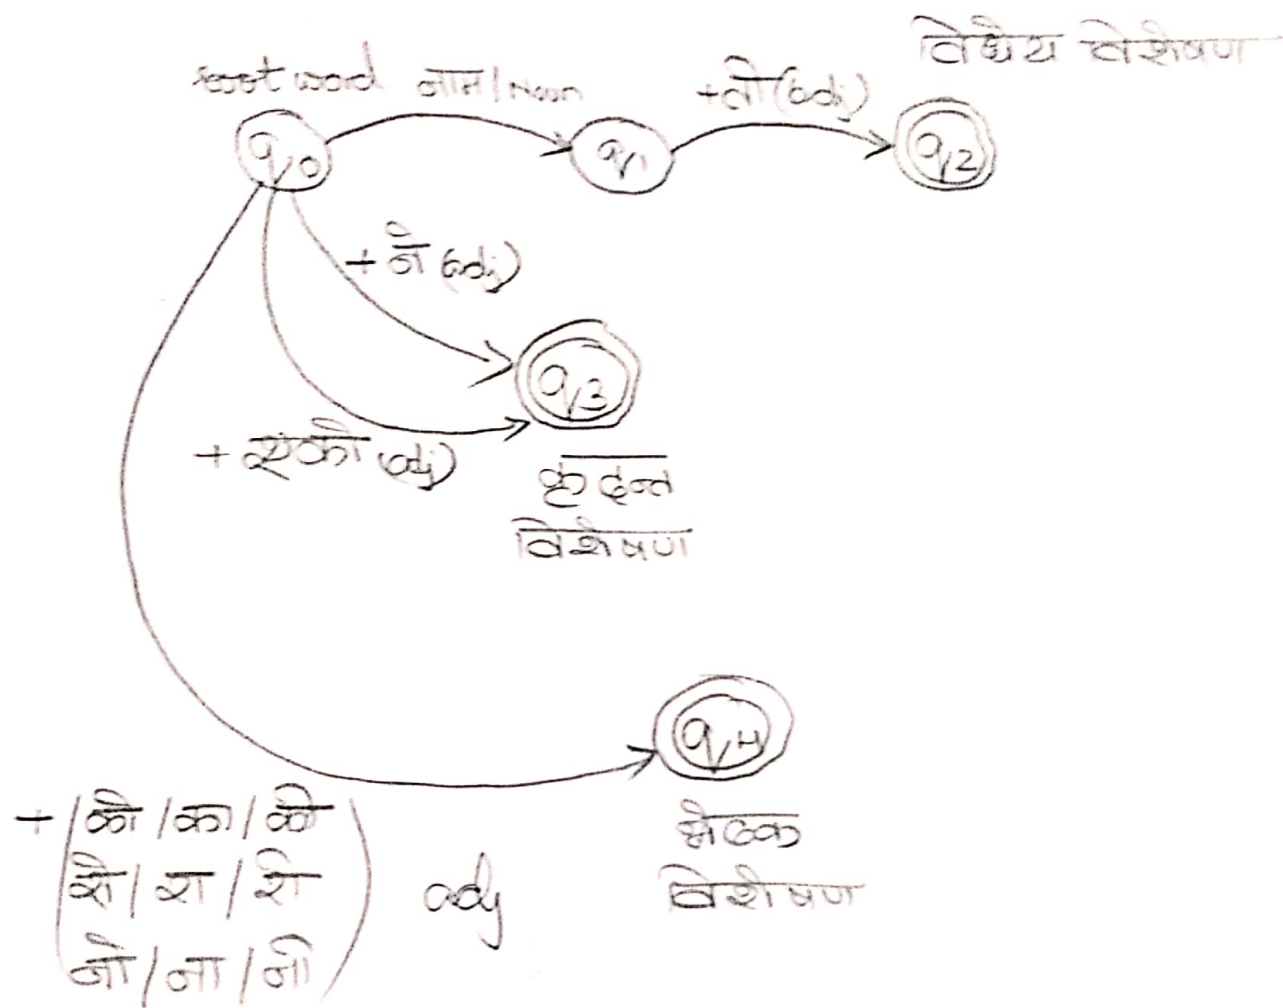 विधेय विशेषण
root word नाम/Noun +ती (adj)
q0 q1 q2
+ ने (adj)
q3
+ एको (adj)
कृदन्त
विशेषण
q4
+ (को/का/की
रो/रा/री
नो/ना/नी) adj
भेदक
विशेषण